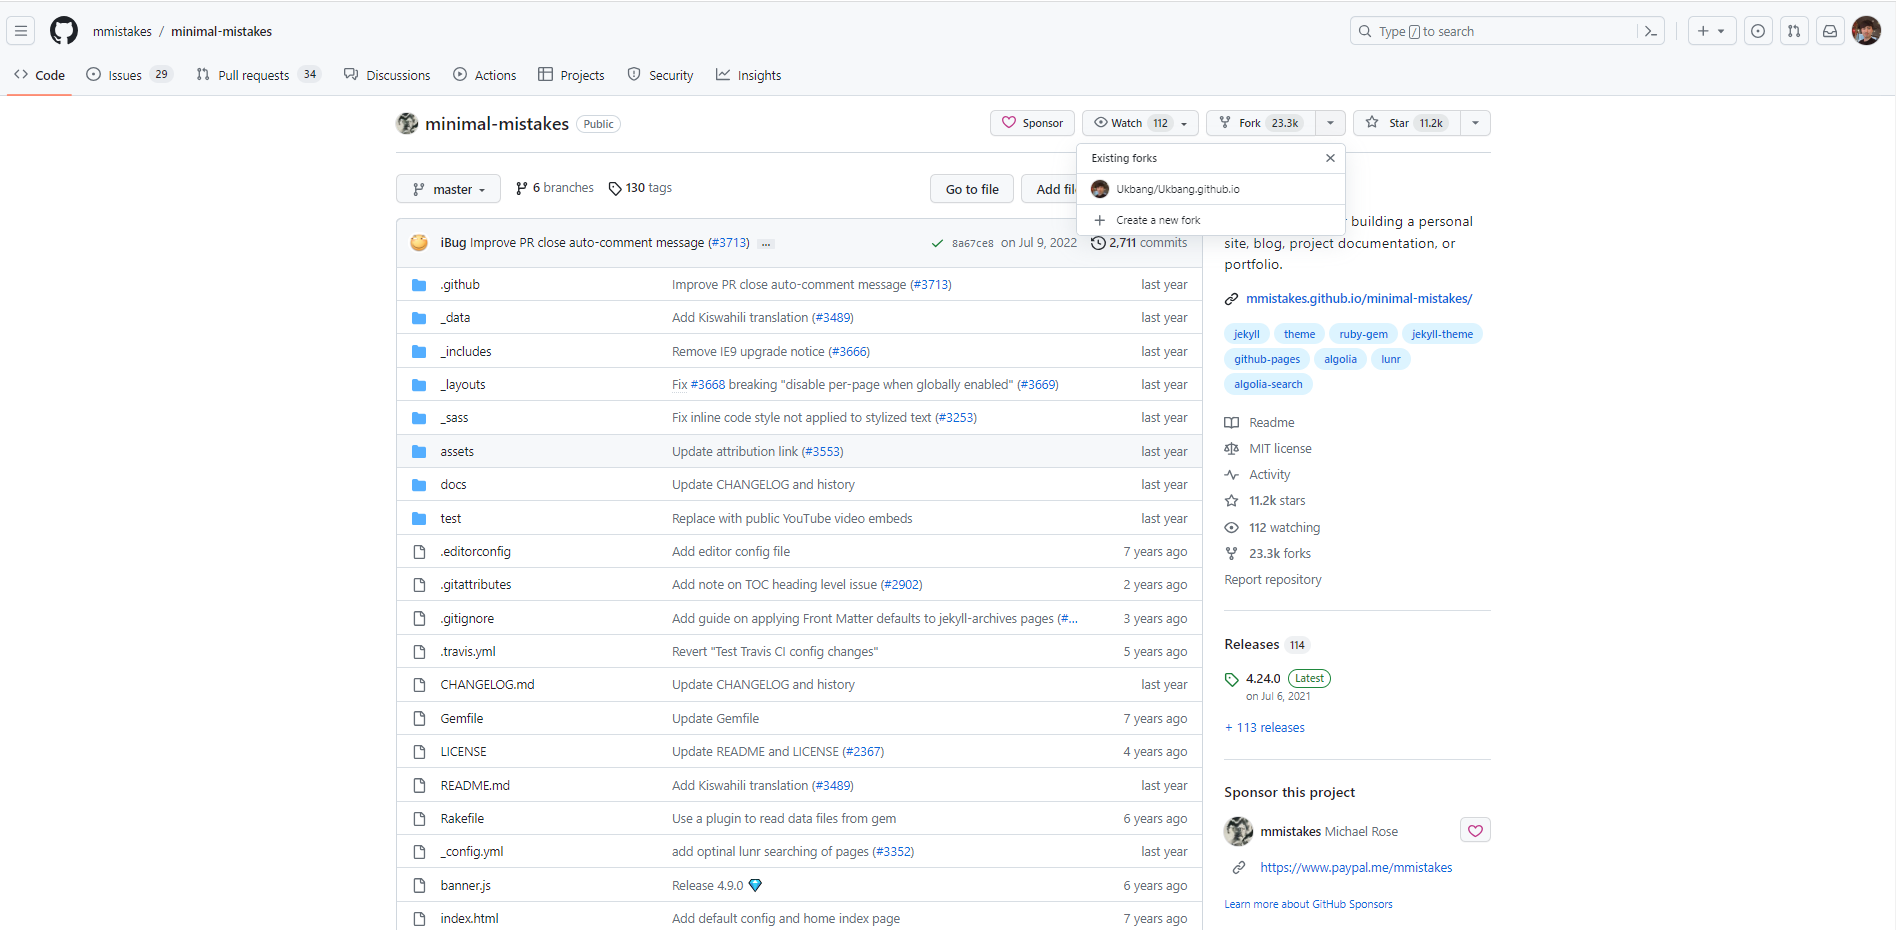 mmistakes / minimal-mistakes
Type / to search
Code
Issues 29
Pull requests 34
Discussions
Actions
Projects
Security
Insights
minimal-mistakes Public
Sponsor
Watch 112
Fork 23.3k
Star 11.2k
Existing forks
Ukbang/Ukbang.github.io
Create a new fork
master
6 branches
130 tags
Go to file
Add fil
iBug Improve PR close auto-comment message (#3713) ...
8a67ce8 on Jul 9, 2022
2,711 commits
.github Improve PR close auto-comment message (#3713) last year
_data Add Kiswahili translation (#3489) last year
_includes Remove IE9 upgrade notice (#3666) last year
_layouts Fix #3668 breaking "disable per-page when globally enabled" (#3669) last year
_sass Fix inline code style not applied to stylized text (#3253) last year
assets Update attribution link (#3553) last year
docs Update CHANGELOG and history last year
test Replace with public YouTube video embeds last year
.editorconfig Add editor config file 7 years ago
.gitattributes Add note on TOC heading level issue (#2902) 2 years ago
.gitignore Add guide on applying Front Matter defaults to jekyll-archives pages (#... 3 years ago
.travis.yml Revert "Test Travis CI config changes" 5 years ago
CHANGELOG.md Update CHANGELOG and history last year
Gemfile Update Gemfile 7 years ago
LICENSE Update README and LICENSE (#2367) 4 years ago
README.md Add Kiswahili translation (#3489) last year
Rakefile Use a plugin to read data files from gem 6 years ago
_config.yml add optinal lunr searching of pages (#3352) last year
banner.js Release 4.9.0 💎 6 years ago
index.html Add default config and home index page 7 years ago
building a personal
site, blog, project documentation, or
portfolio.
mmistakes.github.io/minimal-mistakes/
jekyll theme ruby-gem jekyll-theme
github-pages algolia lunr
algolia-search
Readme
MIT license
Activity
11.2k stars
112 watching
23.3k forks
Report repository
Releases 114
4.24.0 Latest
on Jul 6, 2021
+ 113 releases
Sponsor this project
mmistakes Michael Rose
https://www.paypal.me/mmistakes
Learn more about GitHub Sponsors